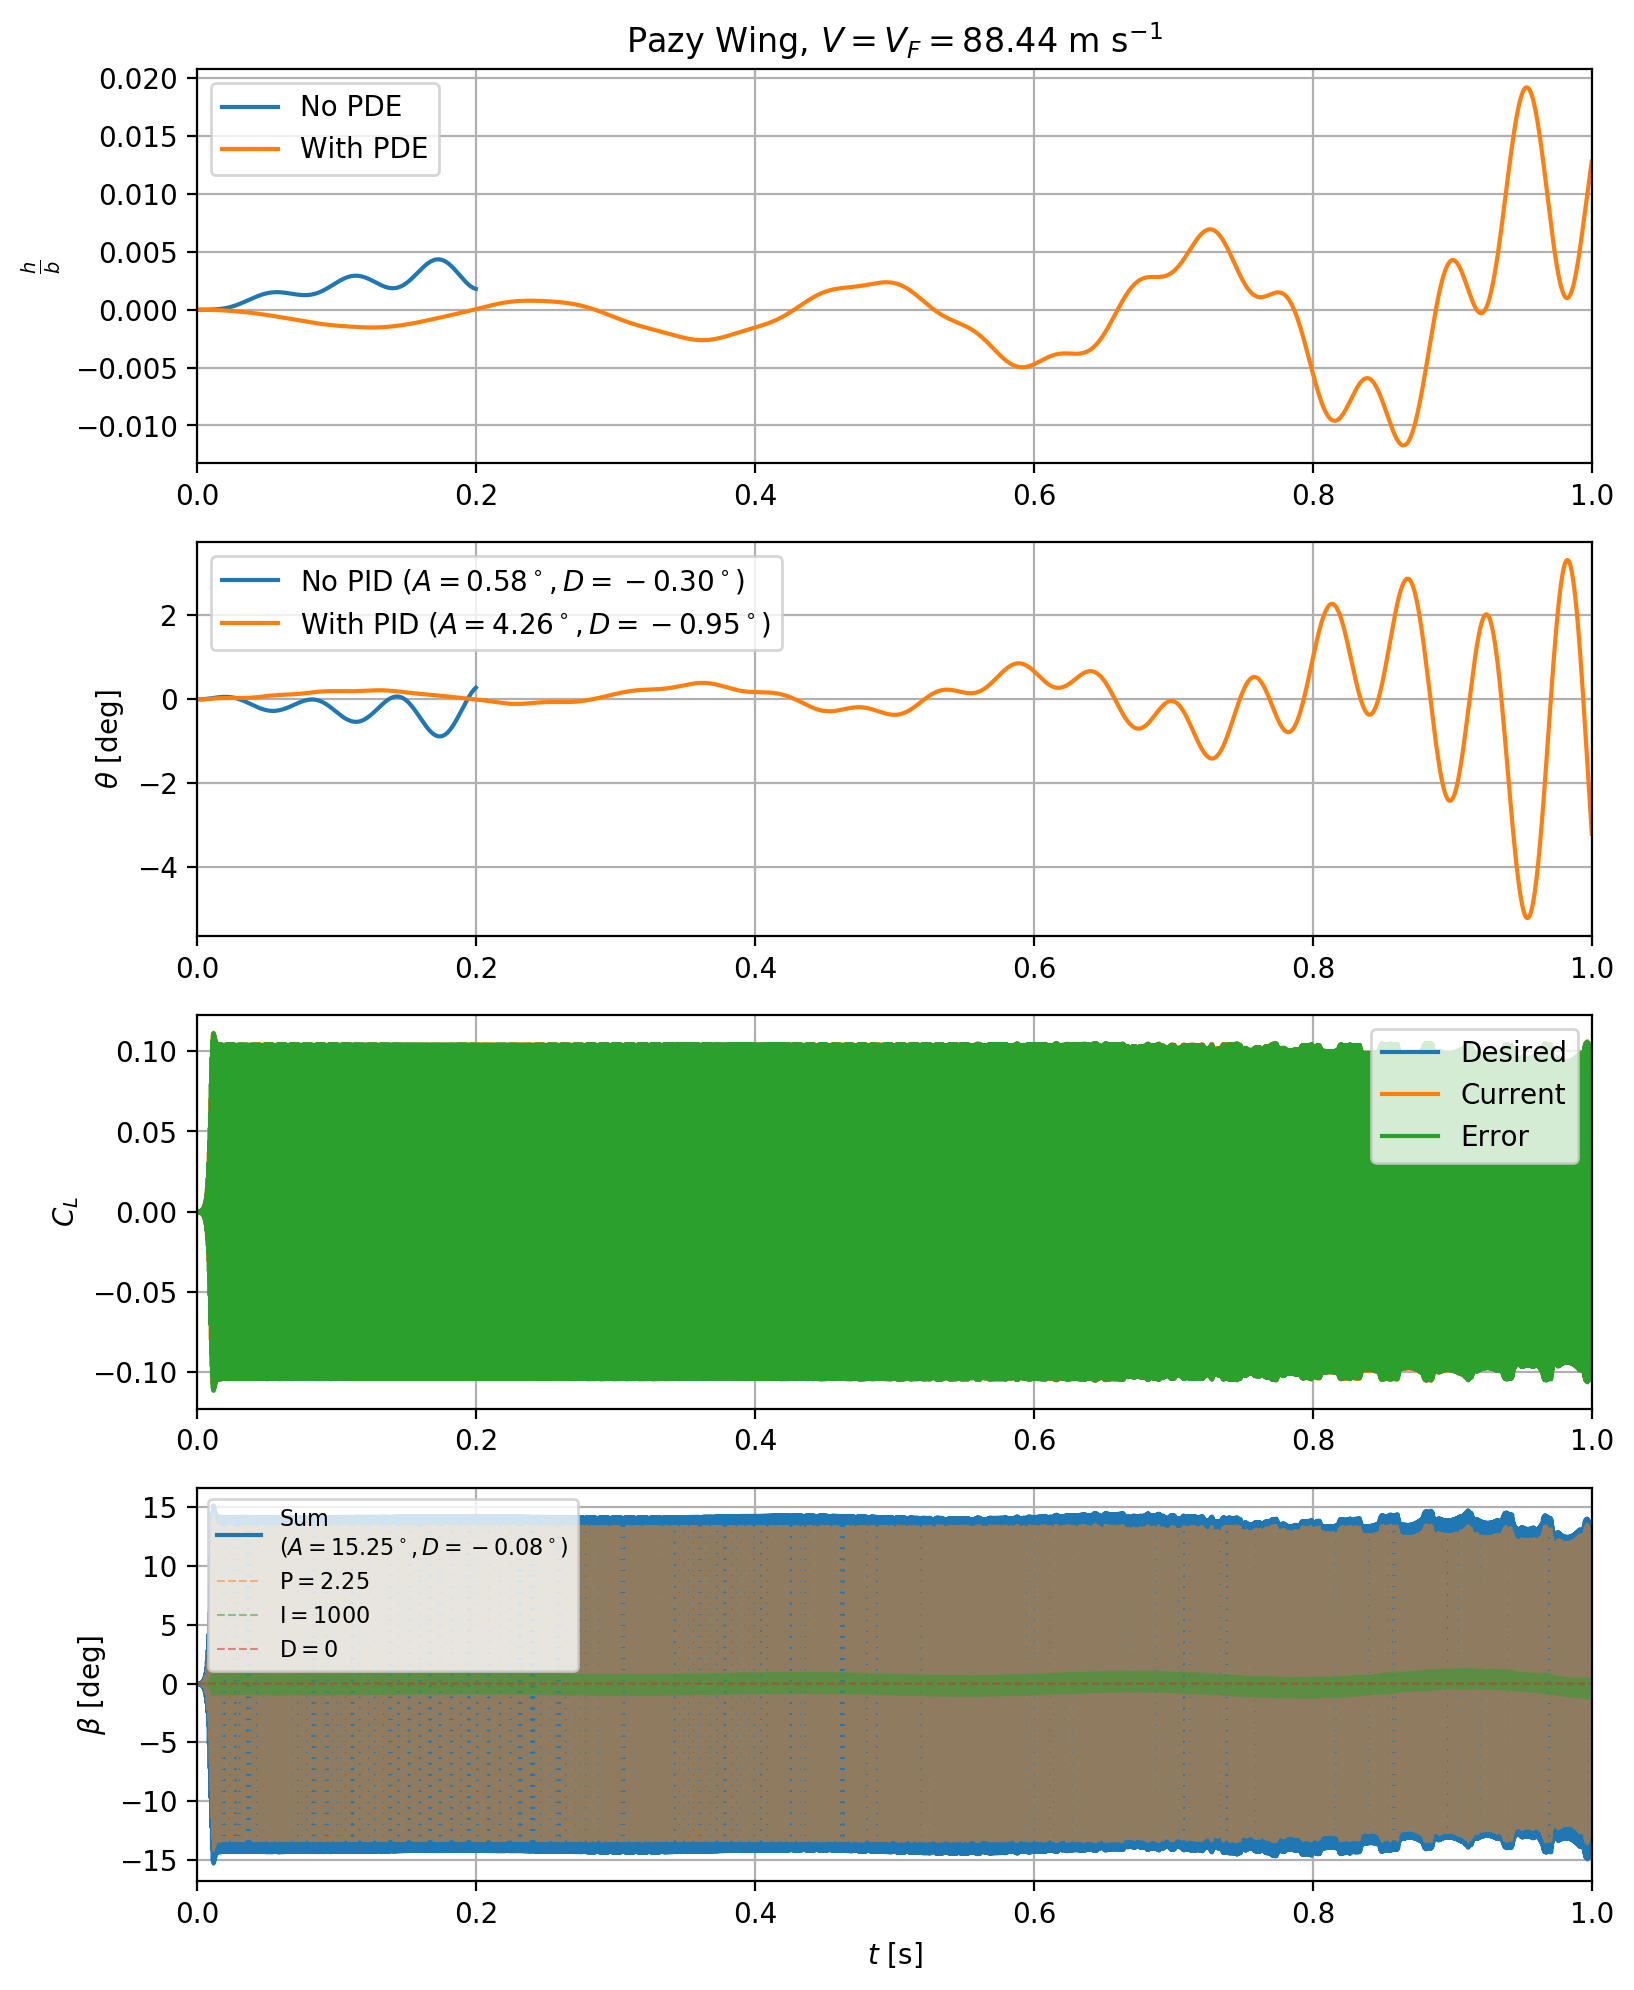 Pazy Wing, V = V_F = 88.44 m s⁻¹
0.020
0.015
0.010
0.005
0.000
−0.005
−0.010
h/b
No PDE
With PDE
0.0 0.2 0.4 0.6 0.8 1.0
2
0
−2
−4
θ [deg]
No PID (A = 0.58°, D = −0.30°)
With PID (A = 4.26°, D = −0.95°)
0.0 0.2 0.4 0.6 0.8 1.0
0.10
0.05
0.00
−0.05
−0.10
C_L
Desired
Current
Error
0.0 0.2 0.4 0.6 0.8 1.0
15
10
5
0
−5
−10
−15
β [deg]
Sum
(A = 15.25°, D = −0.08°)
P = 2.25
I = 1000
D = 0
0.0 0.2 0.4 0.6 0.8 1.0
t [s]